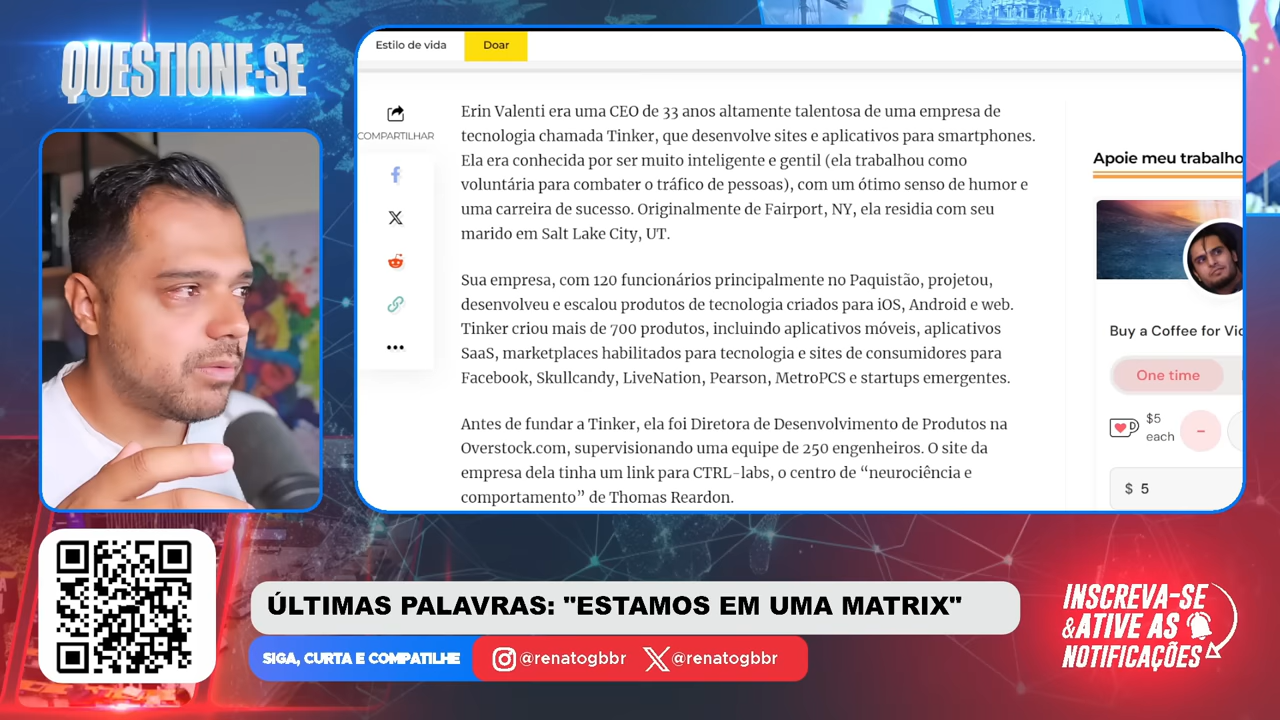 QUESTIONE-SE
Estilo de vida
Doar
COMPARTILHAR
Erin Valenti era uma CEO de 33 anos altamente talentosa de uma empresa de
tecnologia chamada Tinker, que desenvolve sites e aplicativos para smartphones.
Ela era conhecida por ser muito inteligente e gentil (ela trabalhou como
voluntária para combater o tráfico de pessoas), com um ótimo senso de humor e
uma carreira de sucesso. Originalmente de Fairport, NY, ela residia com seu
marido em Salt Lake City, UT.
Sua empresa, com 120 funcionários principalmente no Paquistão, projetou,
desenvolveu e escalou produtos de tecnologia criados para iOS, Android e web.
Tinker criou mais de 700 produtos, incluindo aplicativos móveis, aplicativos
SaaS, marketplaces habilitados para tecnologia e sites de consumidores para
Facebook, Skullcandy, LiveNation, Pearson, MetroPCS e startups emergentes.
Antes de fundar a Tinker, ela foi Diretora de Desenvolvimento de Produtos na
Overstock.com, supervisionando uma equipe de 250 engenheiros. O site da
empresa dela tinha um link para CTRL-labs, o centro de “neurociência e
comportamento” de Thomas Reardon.
Apoie meu trabalho
Buy a Coffee for Vic
One time
$5
each
-
$ 5
ÚLTIMAS PALAVRAS: "ESTAMOS EM UMA MATRIX"
SIGA, CURTA E COMPATILHE
@renatogbbr
@renatogbbr
INSCREVA-SE
&ATIVE AS
NOTIFICAÇÕES